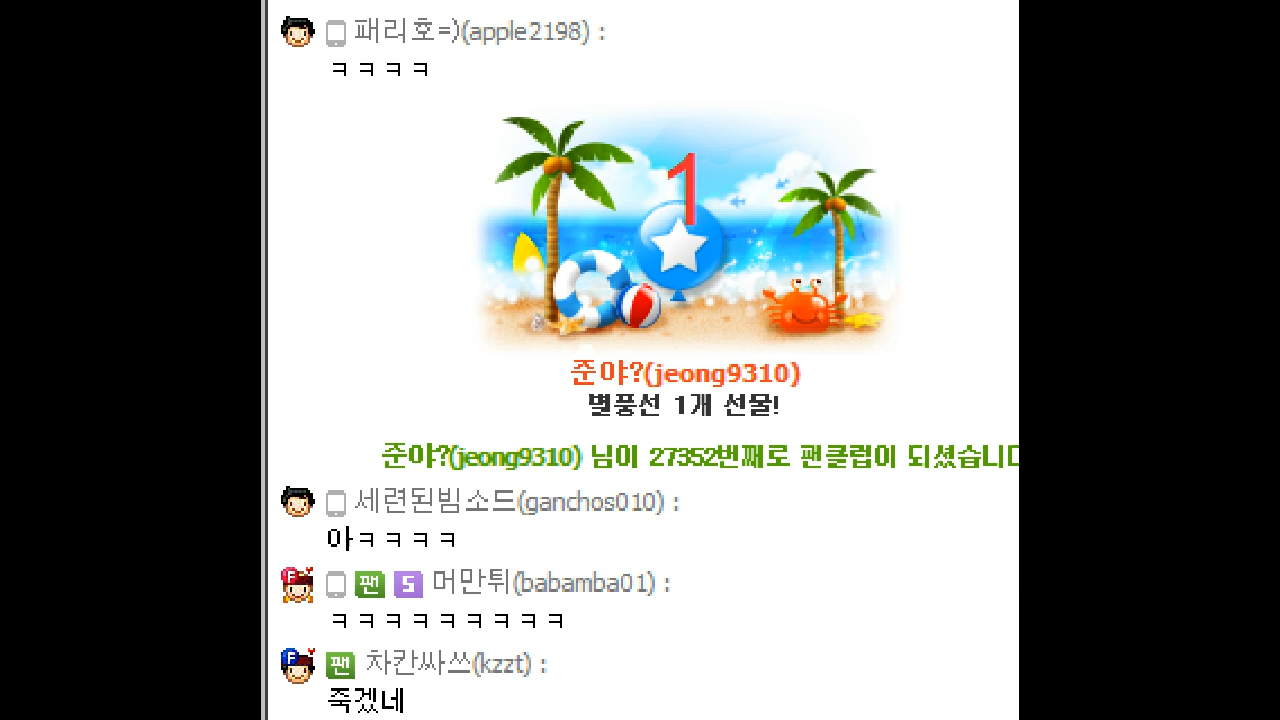 패리호=)(apple2198) :
ㅋㅋㅋㅋ
1
준야?(jeong9310)
별풍선 1개 선물!
준야?(jeong9310) 님이 27352번째로 팬클럽이 되셨습니다
세련된빔소드(ganchos010) :
아ㅋㅋㅋㅋ
F 팬 S 머만튀(babamba01) :
ㅋㅋㅋㅋㅋㅋㅋㅋㅋ
F 팬 차칸싸쓰(kzzt) :
죽겠네